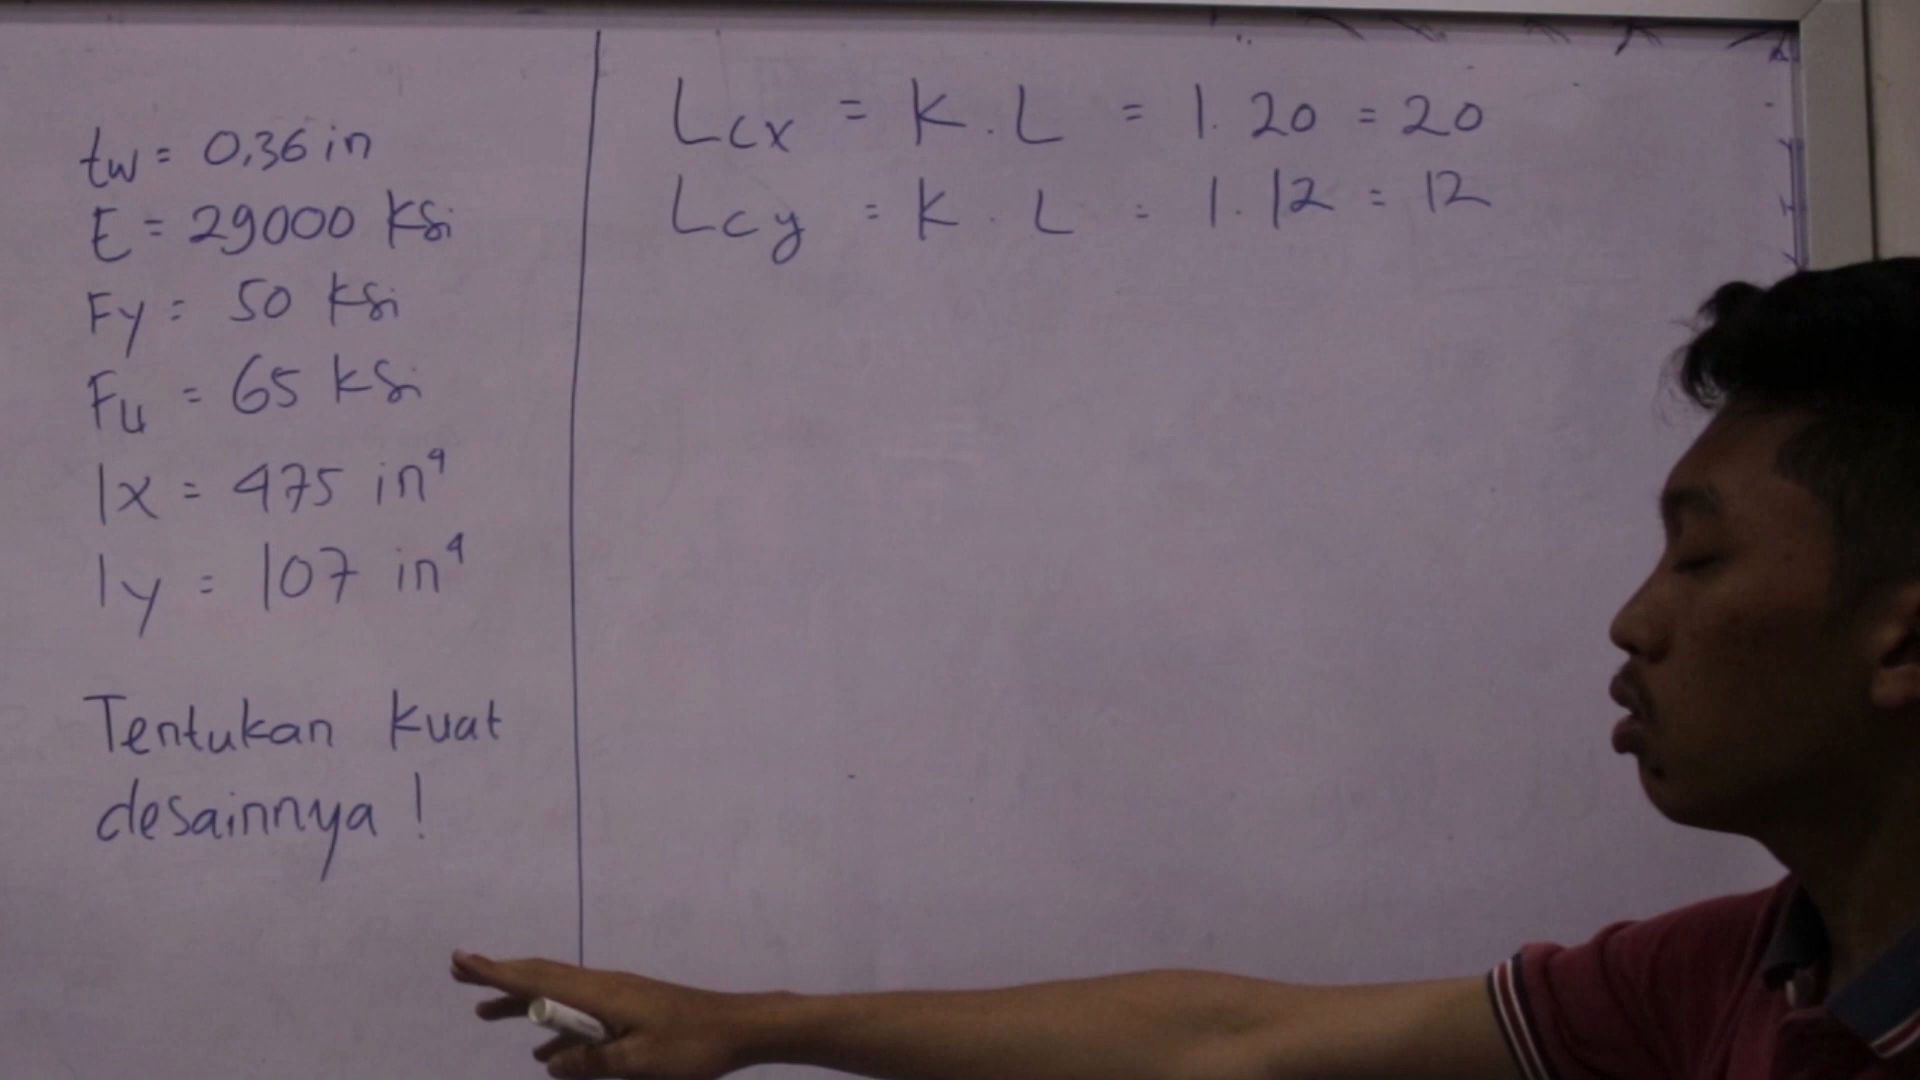 tw = 0,36 in
E = 29000 ksi
Fy = 50 ksi
Fu = 65 ksi
Ix = 475 in⁴
Iy = 107 in⁴
Tentukan kuat
desainnya !
Lcx = K . L = 1 . 20 = 20
Lcy = K . L = 1 . 12 = 12